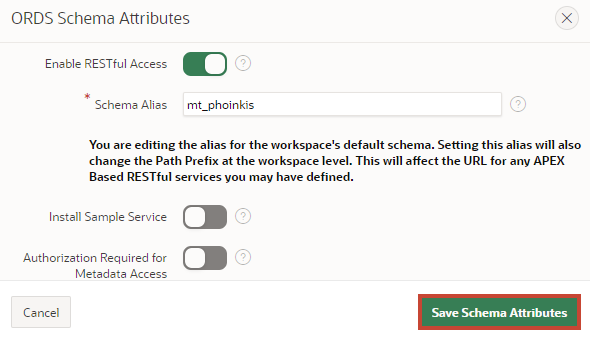 ORDS Schema Attributes
Enable RESTful Access
?
* Schema Alias
mt_phoinkis
?
You are editing the alias for the workspace's default schema. Setting this alias will also
change the Path Prefix at the workspace level. This will affect the URL for any APEX
Based RESTful services you may have defined.
Install Sample Service
?
Authorization Required for
Metadata Access
?
Cancel
Save Schema Attributes